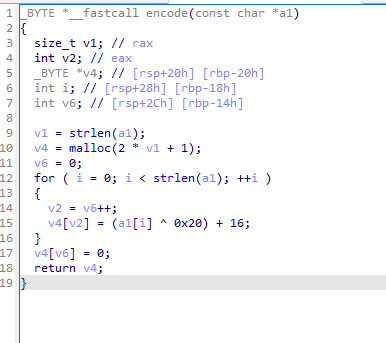 1 _BYTE *__fastcall encode(const char *a1)
2 {
3 size_t v1; // rax
4 int v2; // eax
5 _BYTE *v4; // [rsp+20h] [rbp-20h]
6 int i; // [rsp+28h] [rbp-18h]
7 int v6; // [rsp+2Ch] [rbp-14h]
8
9 v1 = strlen(a1);
10 v4 = malloc(2 * v1 + 1);
11 v6 = 0;
12 for ( i = 0; i < strlen(a1); ++i )
13 {
14 v2 = v6++;
15 v4[v2] = (a1[i] ^ 0x20) + 16;
16 }
17 v4[v6] = 0;
18 return v4;
19 }